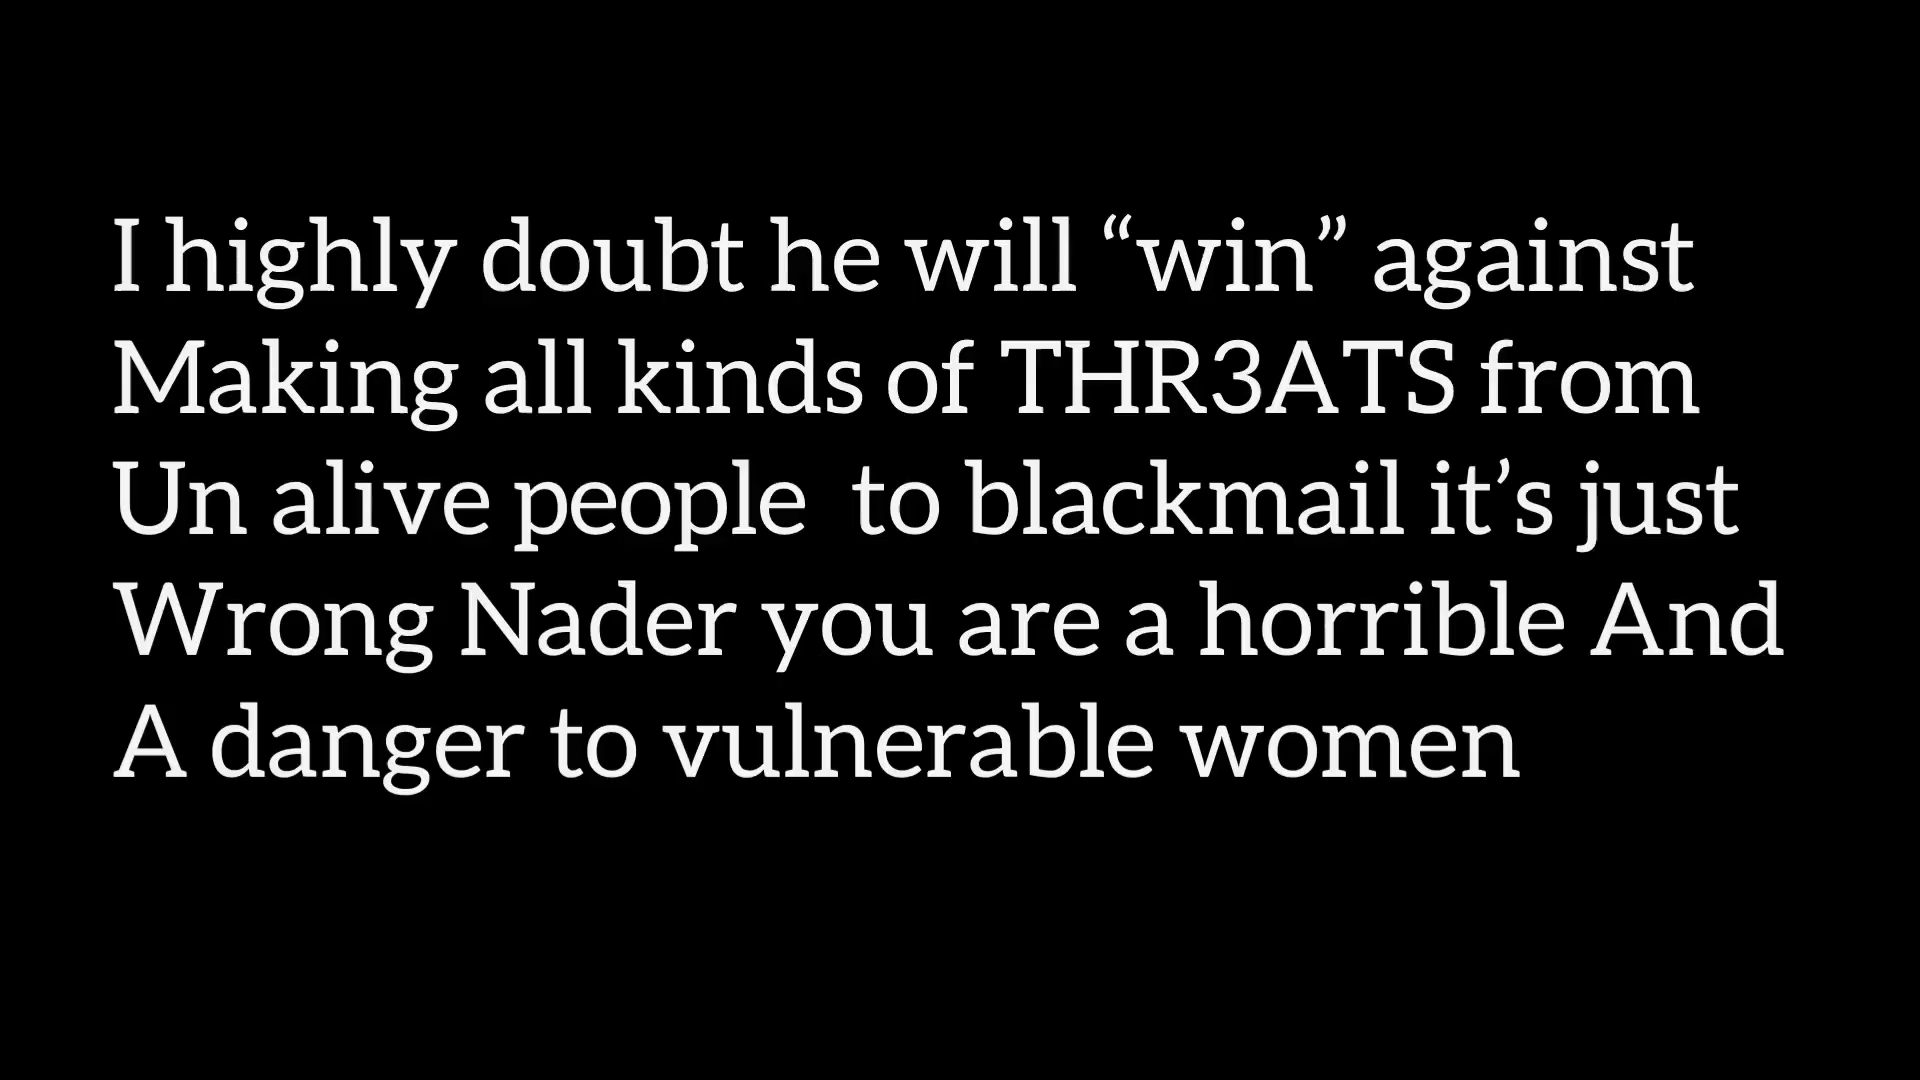 I highly doubt he will “win” against
Making all kinds of THR3ATS from
Un alive people  to blackmail it’s just
Wrong Nader you are a horrible And
A danger to vulnerable women